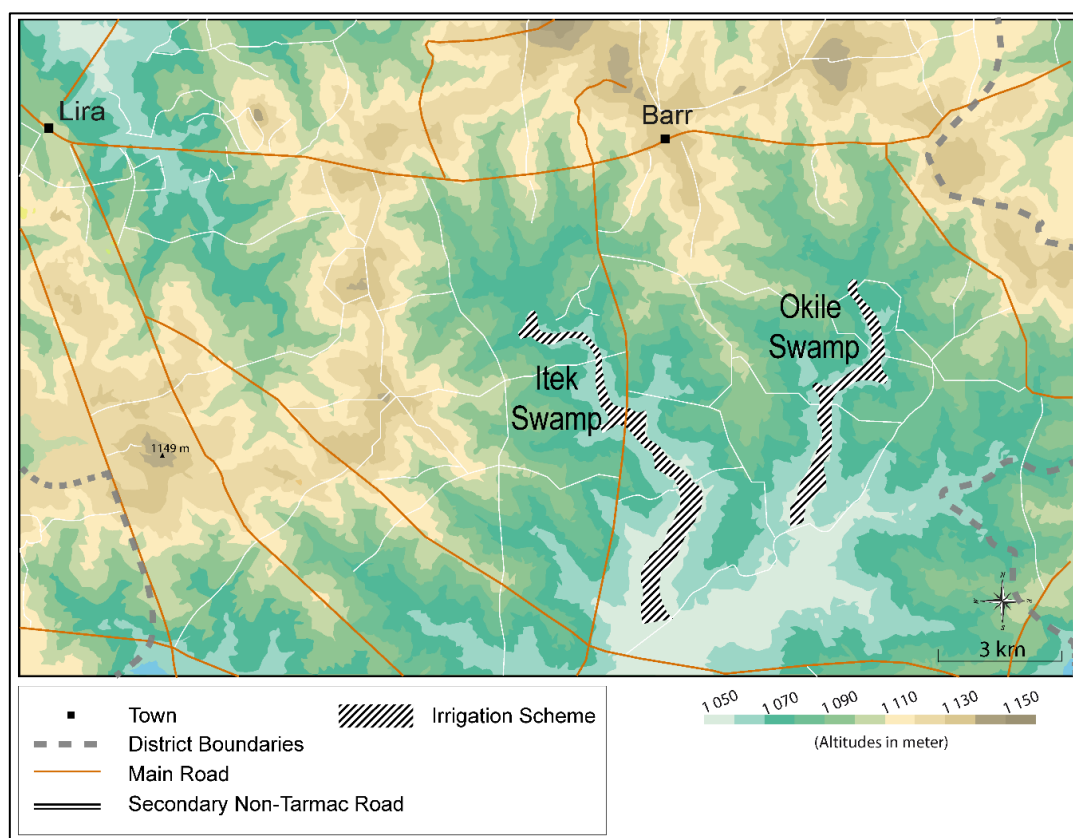 Lira
Barr
Okile
Swamp
Itek
Swamp
1149 m
N
S
3 km
Town
Irrigation Scheme
District Boundaries
Main Road
Secondary Non-Tarmac Road
1 050
1 070
1 090
1 110
1 130
1 150
(Altitudes in meter)